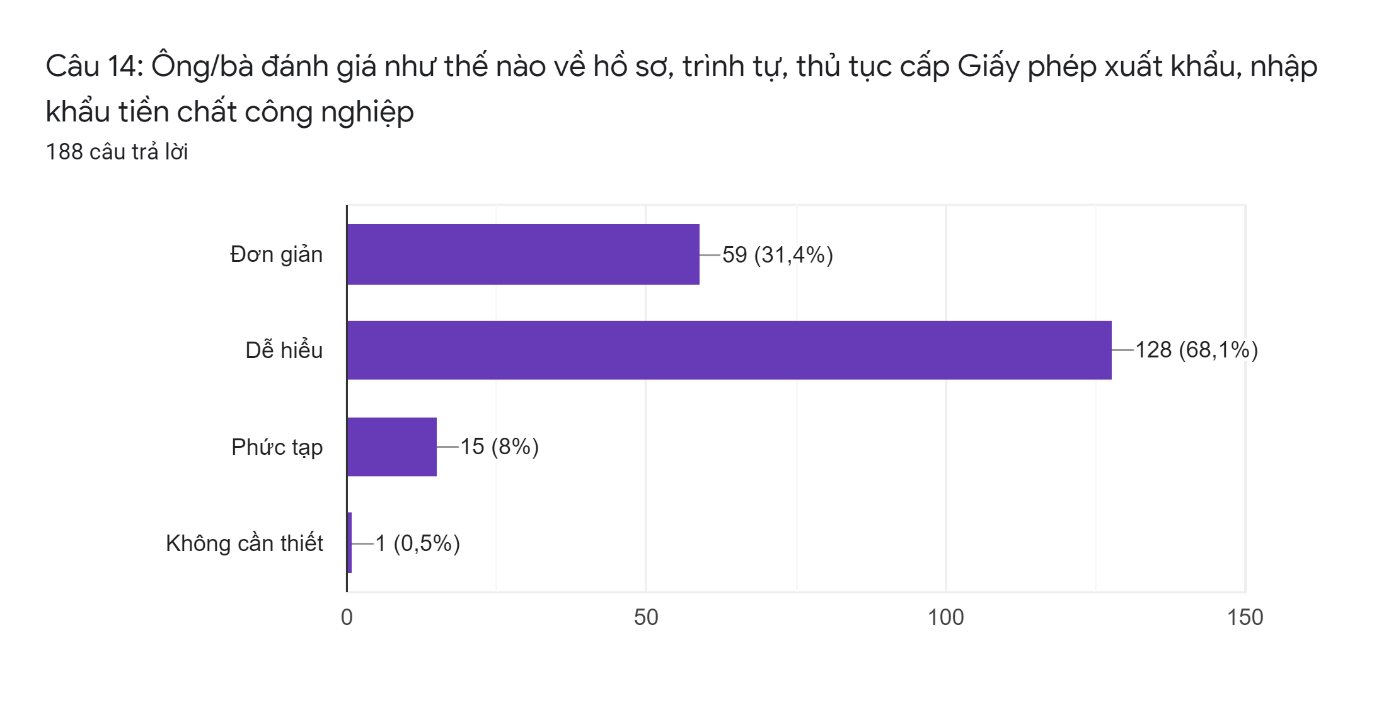 Câu 14: Ông/bà đánh giá như thế nào về hồ sơ, trình tự, thủ tục cấp Giấy phép xuất khẩu, nhập
khẩu tiền chất công nghiệp
188 câu trả lời
Đơn giản
59 (31,4%)
Dễ hiểu
128 (68,1%)
Phức tạp
15 (8%)
Không cần thiết
1 (0,5%)
0
50
100
150